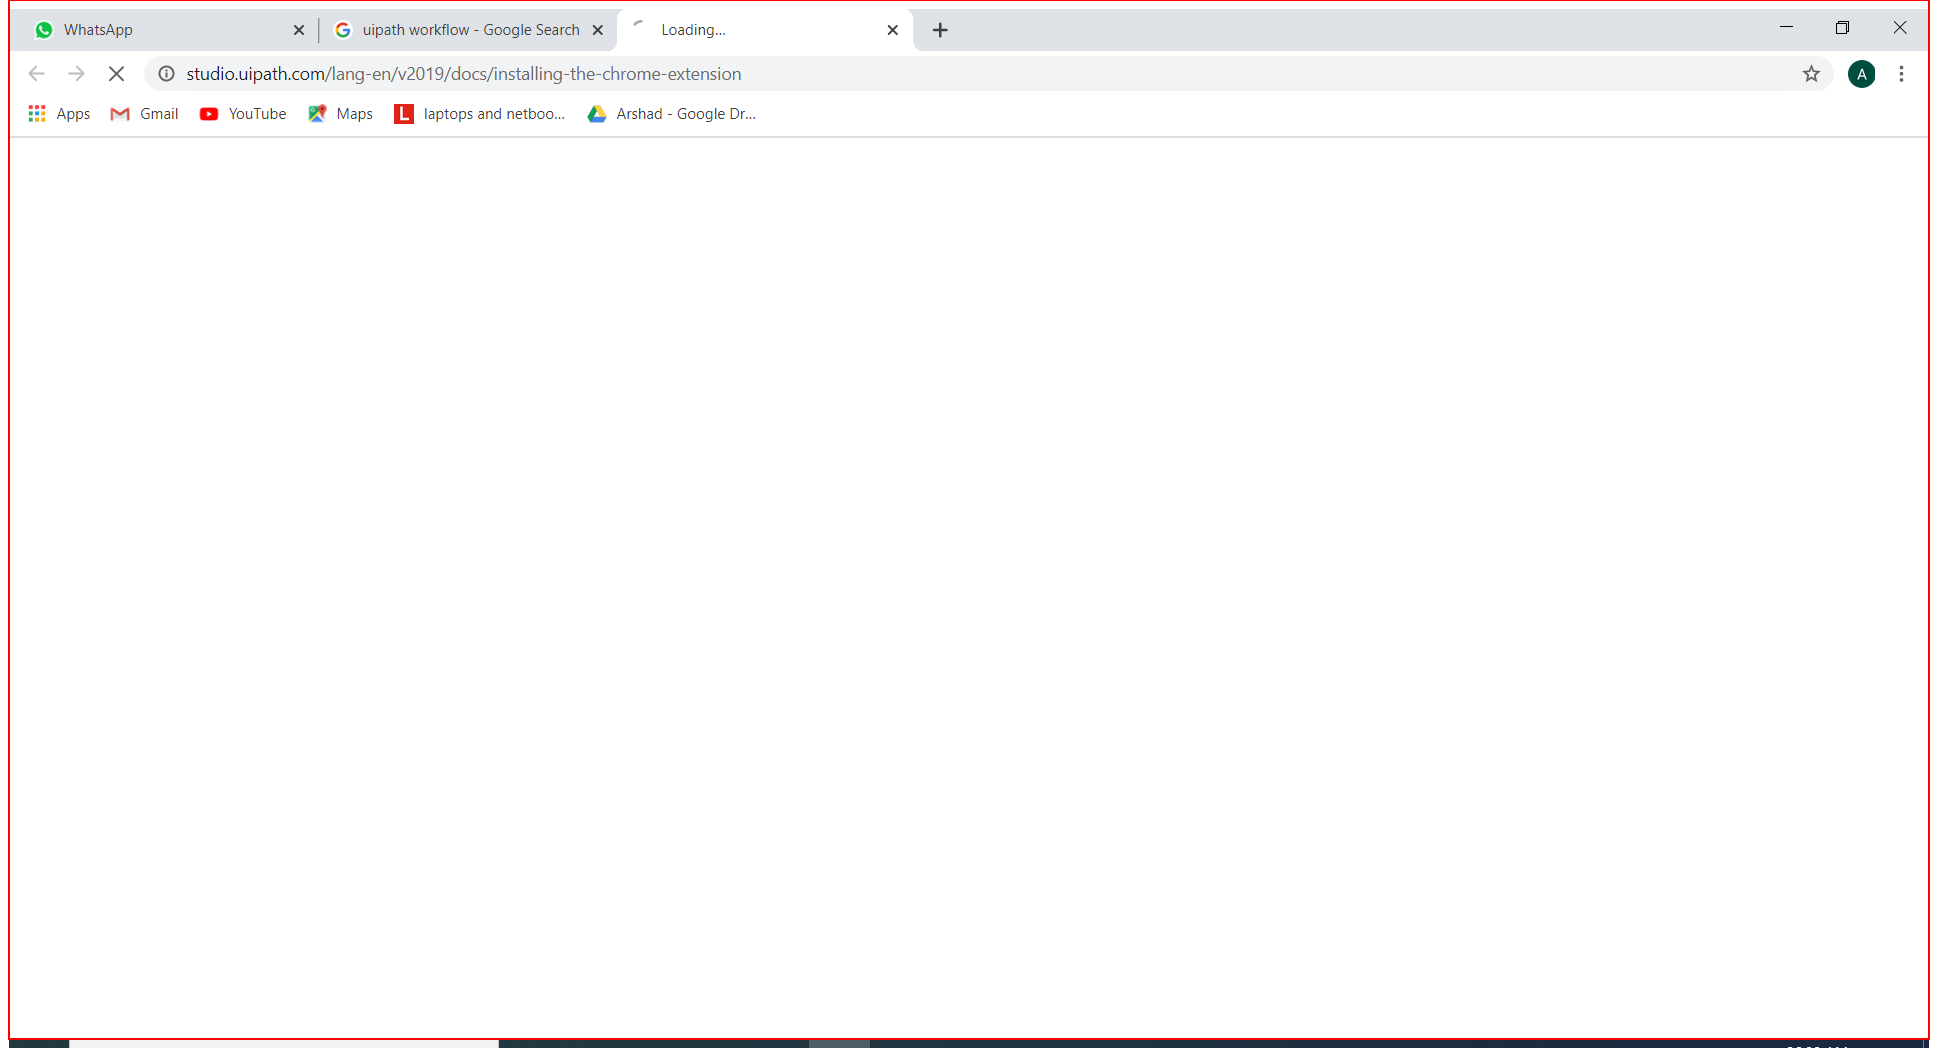 WhatsApp
uipath workflow - Google Search
Loading...
studio.uipath.com/lang-en/v2019/docs/installing-the-chrome-extension
A
Apps
Gmail
YouTube
Maps
L
laptops and netboo...
Arshad - Google Dr...